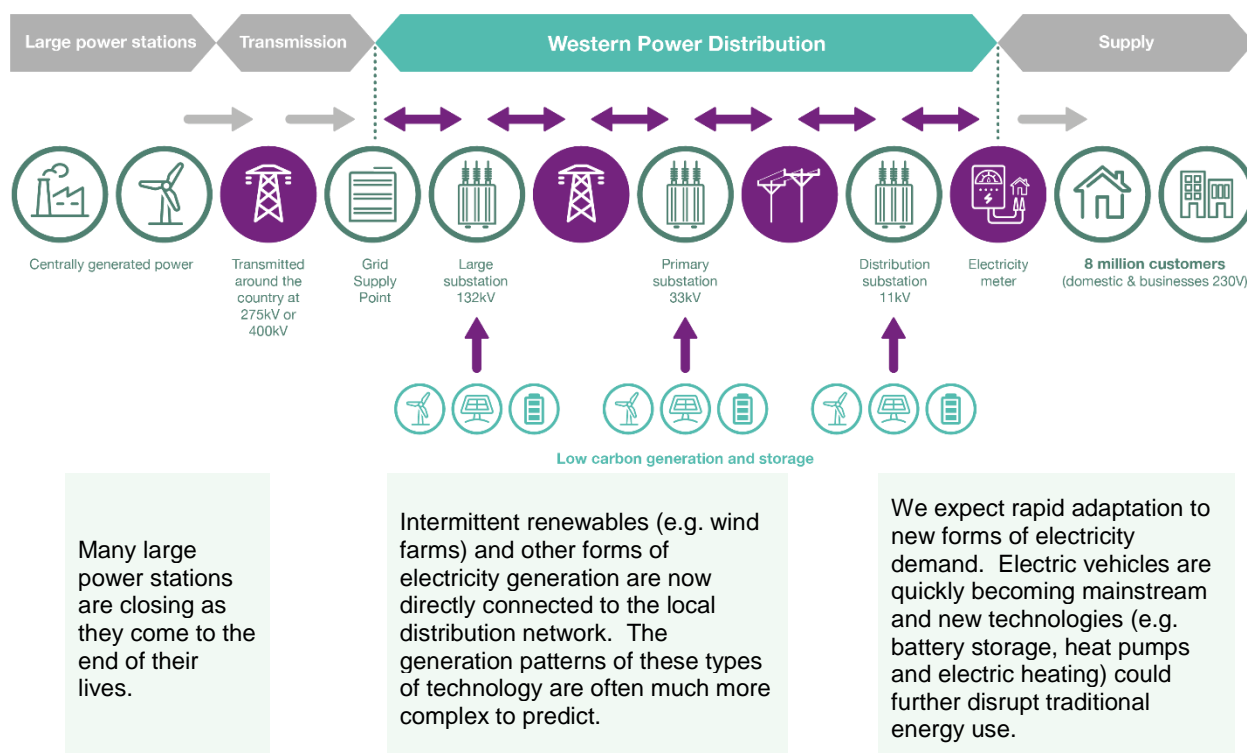 Large power stations
Transmission
Western Power Distribution
Supply
Centrally generated power
Transmitted
around the
country at
275kV or
400kV
Grid
Supply
Point
Large
substation
132kV
Primary
substation
33kV
Distribution
substation
11kV
Electricity
meter
8 million customers
(domestic & businesses 230V)
Low carbon generation and storage
Many large
power stations
are closing as
they come to the
end of their
lives.
Intermittent renewables (e.g. wind
farms) and other forms of
electricity generation are now
directly connected to the local
distribution network. The
generation patterns of these types
of technology are often much more
complex to predict.
We expect rapid adaptation to
new forms of electricity
demand. Electric vehicles are
quickly becoming mainstream
and new technologies (e.g.
battery storage, heat pumps
and electric heating) could
further disrupt traditional
energy use.